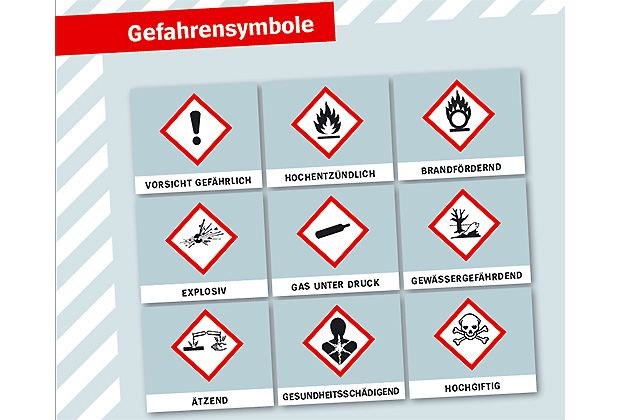 Gefahrensymbole
VORSICHT GEFÄHRLICH
HOCHENTZÜNDLICH
BRANDFÖRDERND
EXPLOSIV
GAS UNTER DRUCK
GEWÄSSERGEFÄHRDEND
ÄTZEND
GESUNDHEITSSCHÄDIGEND
HOCHGIFTIG